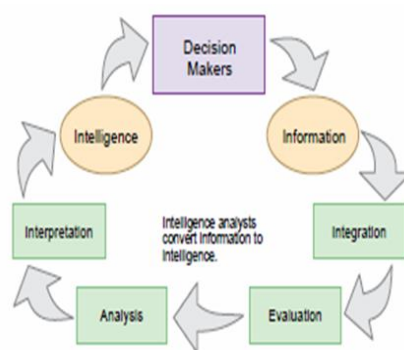 Decision
Makers
Intelligence
Information
Interpretation
Intelligence analysts
convert information to
intelligence.
Integration
Analysis
Evaluation